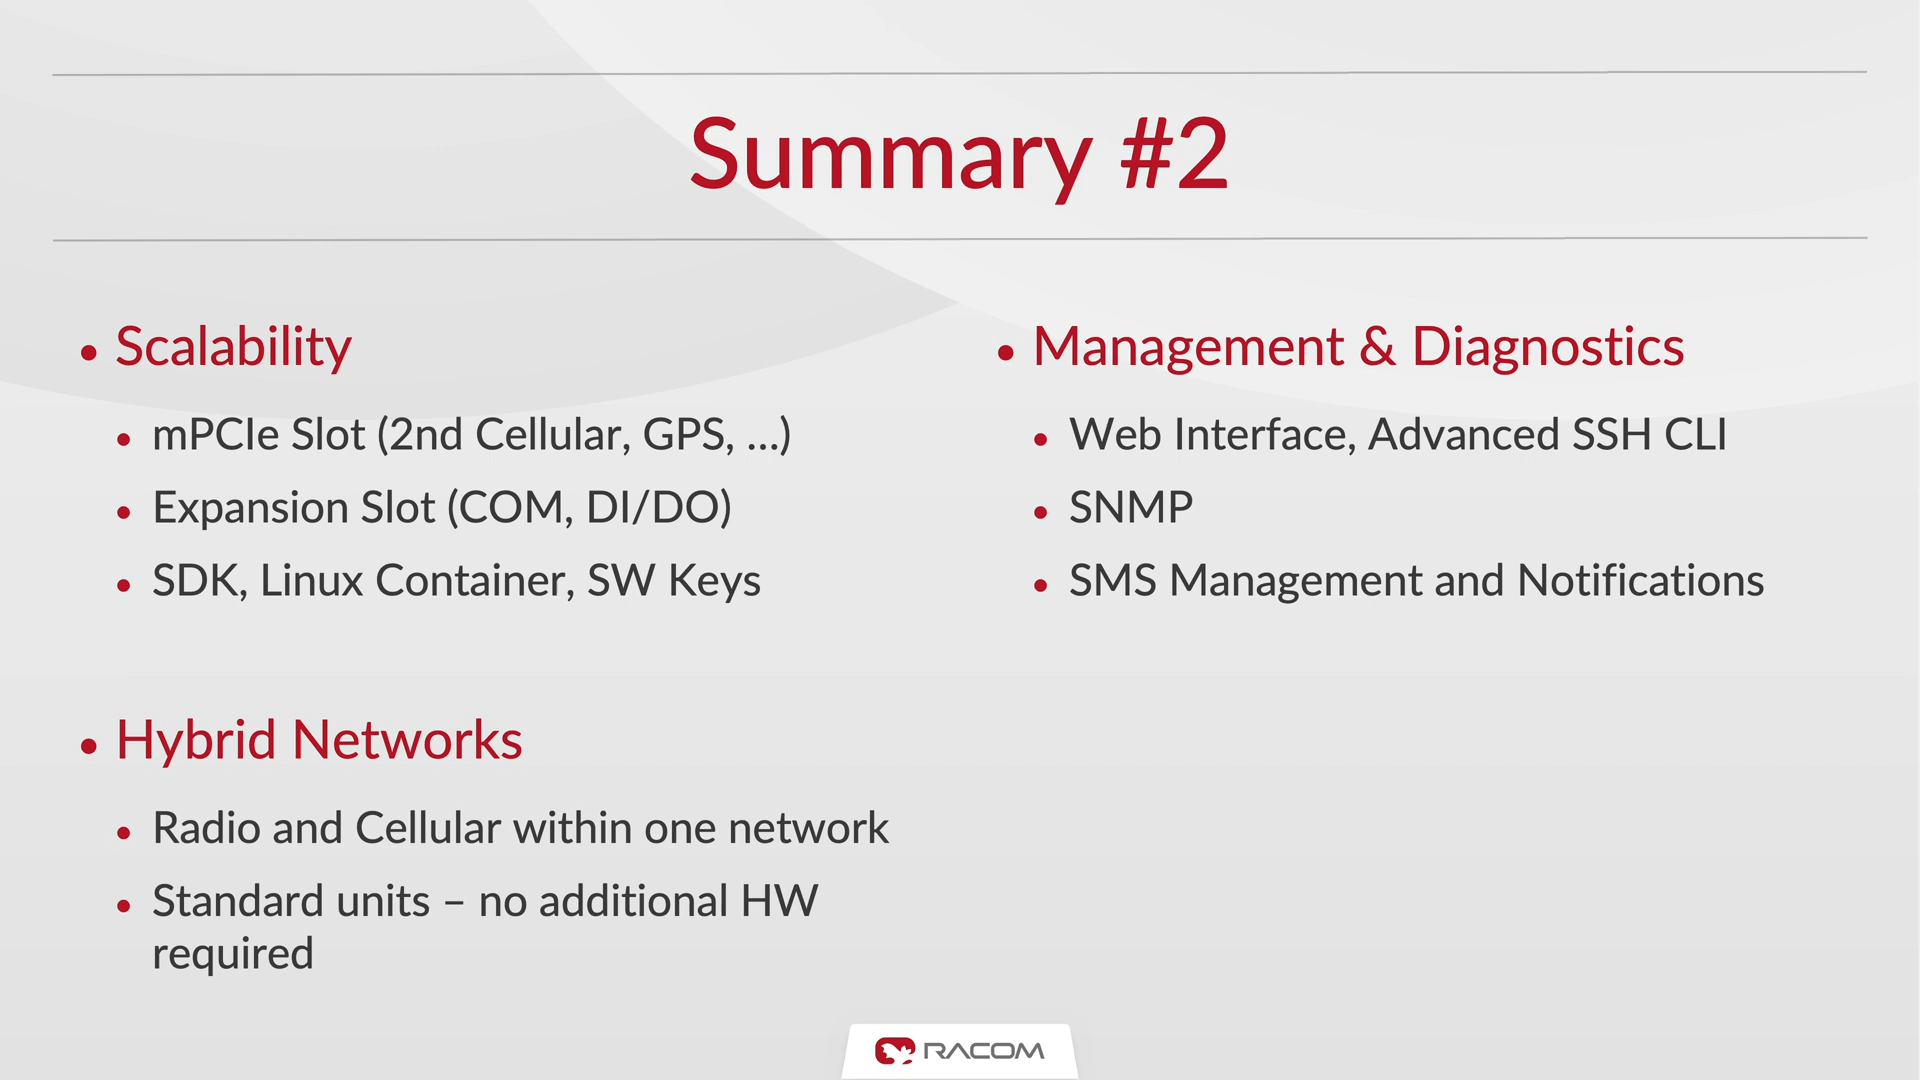 Summary #2
• Scalability
• mPCIe Slot (2nd Cellular, GPS, ...)
• Expansion Slot (COM, DI/DO)
• SDK, Linux Container, SW Keys
• Hybrid Networks
• Radio and Cellular within one network
• Standard units – no additional HW
required
• Management & Diagnostics
• Web Interface, Advanced SSH CLI
• SNMP
• SMS Management and Notifications
RACOM